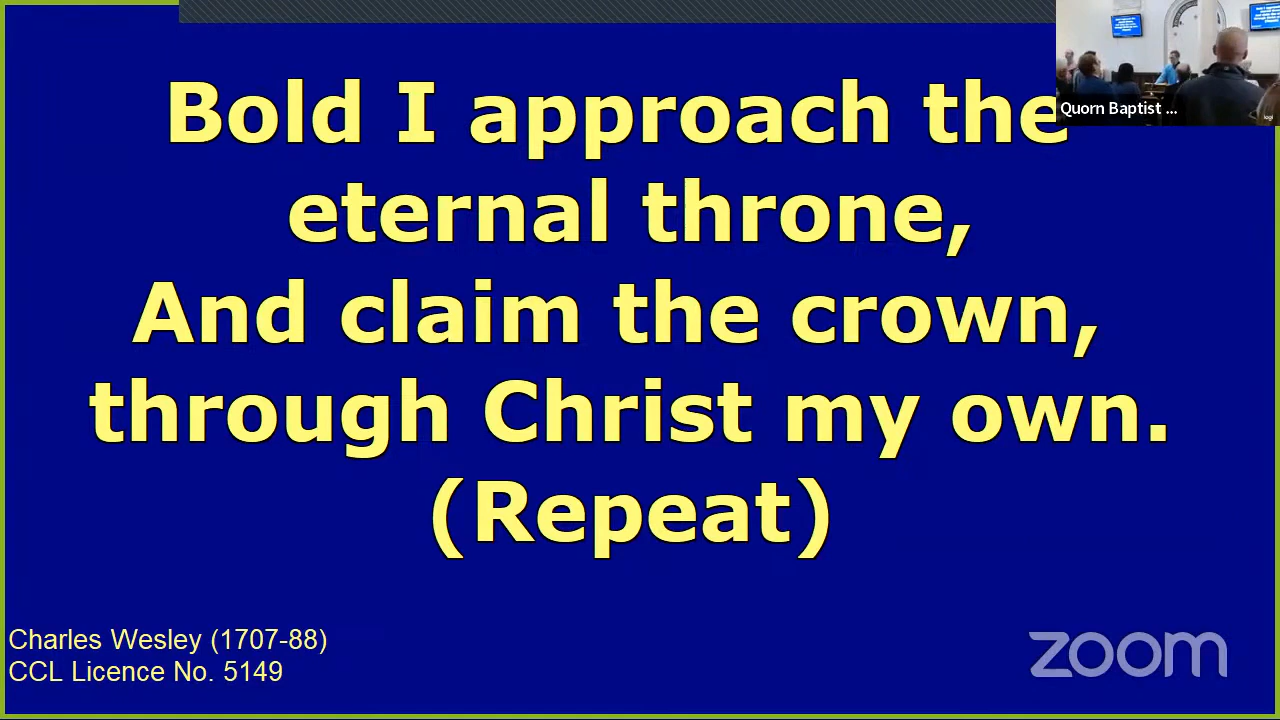 Bold I approach the
eternal throne,
And claim the crown,
through Christ my own.
(Repeat)
Charles Wesley (1707-88)
CCL Licence No. 5149
Quorn Baptist ...
zoom